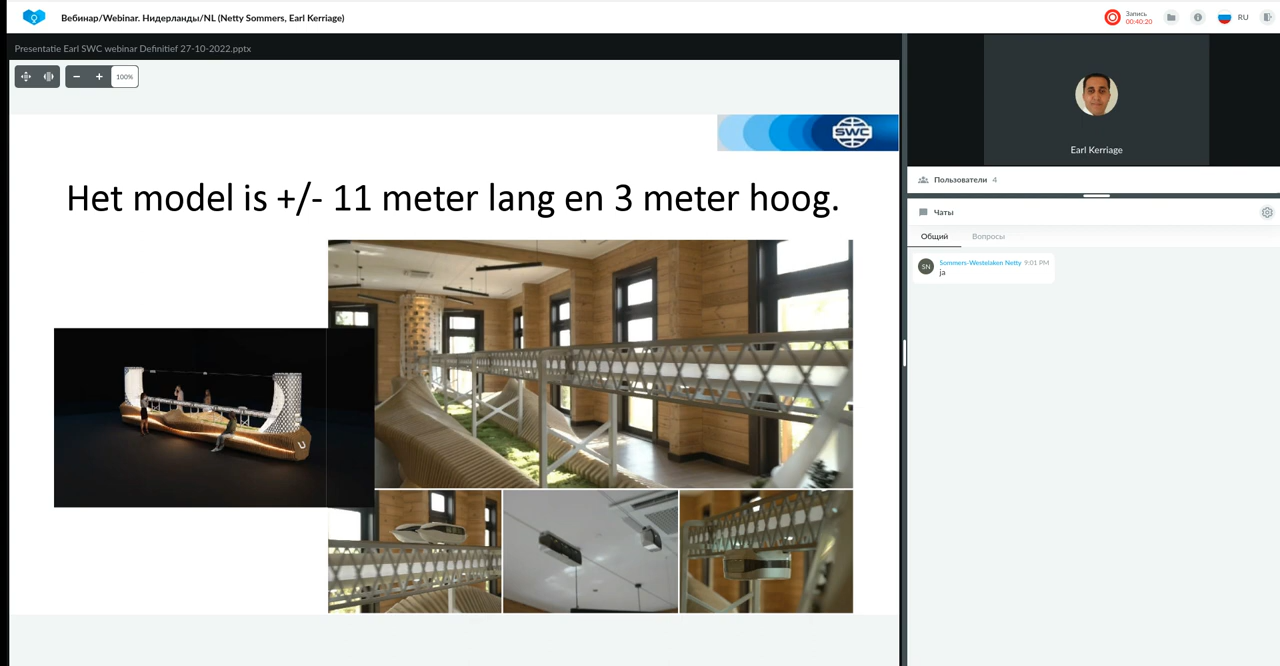 Вебинар/Webinar. Нидерланды/NL (Netty Sommers, Earl Kerriage)
Запись
00:40:20
RU
Presentatie Earl SWC webinar Definitief 27-10-2022.pptx
100%
SWC
Het model is +/- 11 meter lang en 3 meter hoog.
U
Earl Kerriage
Пользователи 4
Чаты
Общий Вопросы
SN
Sommers-Westelaken Netty 9:01 PM
ja